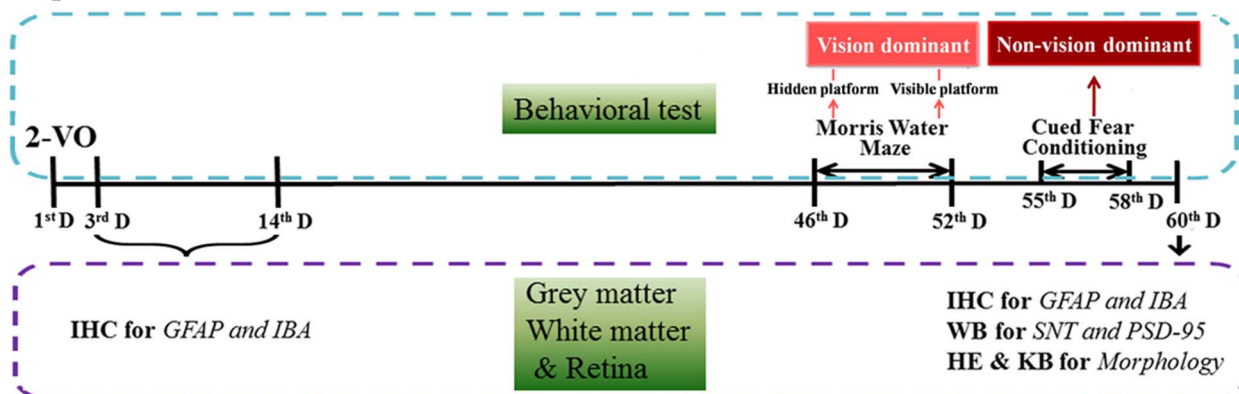 Vision dominant
Non-vision dominant
Hidden platform
Visible platform
Behavioral test
Morris Water
Maze
Cued Fear
Conditioning
2-VO
1st D
3rd D
14th D
46th D
52th D
55th D
58th D
60th D
Grey matter
White matter
& Retina
IHC for GFAP and IBA
IHC for GFAP and IBA
WB for SNT and PSD-95
HE & KB for Morphology